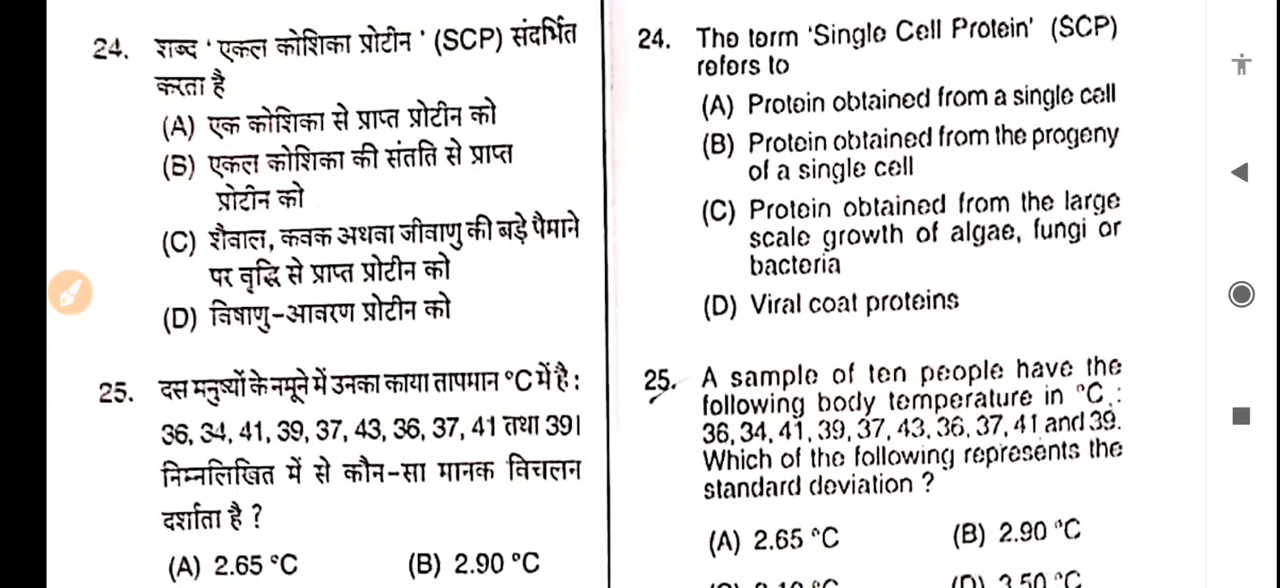 24. शब्द 'एकल कोशिका प्रोटीन' (SCP) संदर्भित
करता है
(A) एक कोशिका से प्राप्त प्रोटीन को
(B) एकल कोशिका की संतति से प्राप्त
प्रोटीन को
(C) शैवाल, कवक अथवा जीवाणु की बड़े पैमाने
पर वृद्धि से प्राप्त प्रोटीन को
(D) विषाणु-आवरण प्रोटीन को
25. दस मनुष्यों के नमूने में उनका काया तापमान °C में है :
36, 34, 41, 39, 37, 43, 36, 37, 41 तथा 39।
निम्नलिखित में से कौन-सा मानक विचलन
दर्शाता है ?
(A) 2.65 °C (B) 2.90 °C
24. The term 'Single Cell Protein' (SCP)
refers to
(A) Protein obtained from a single cell
(B) Protein obtained from the progeny
of a single cell
(C) Protein obtained from the large
scale growth of algae, fungi or
bacteria
(D) Viral coat proteins
25. A sample of ten people have the
following body temperature in °C :
36, 34, 41, 39, 37, 43, 36, 37, 41 and 39.
Which of the following represents the
standard deviation ?
(A) 2.65 °C (B) 2.90 °C
(D) 3.50 °C